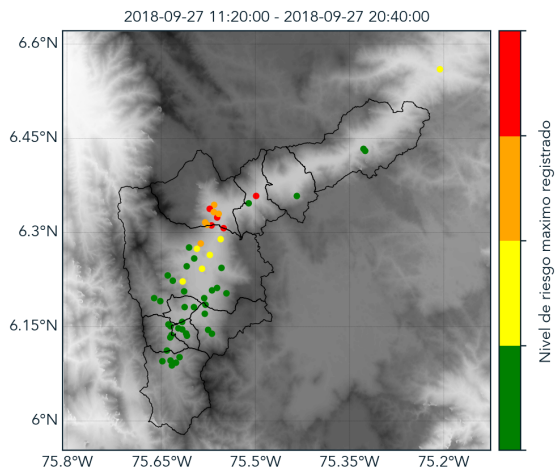 2018-09-27 11:20:00 - 2018-09-27 20:40:00
6.6°N
6.45°N
6.3°N
6.15°N
6°N
75.8°W 75.65°W 75.5°W 75.35°W 75.2°W
Nivel de riesgo maximo registrado